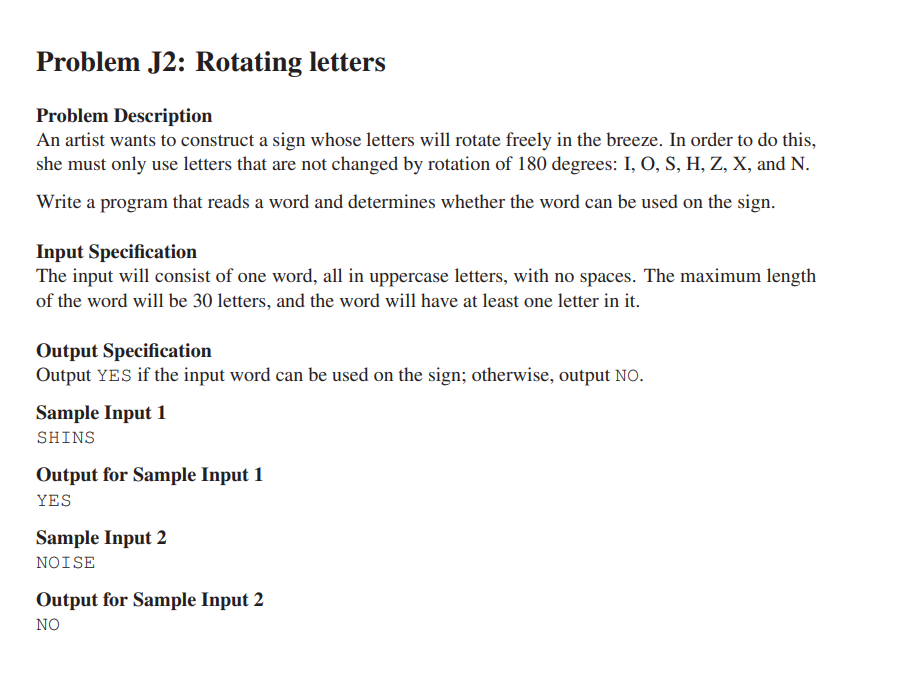 Problem J2: Rotating letters
Problem Description
An artist wants to construct a sign whose letters will rotate freely in the breeze. In order to do this,
she must only use letters that are not changed by rotation of 180 degrees: I, O, S, H, Z, X, and N.
Write a program that reads a word and determines whether the word can be used on the sign.
Input Specification
The input will consist of one word, all in uppercase letters, with no spaces. The maximum length
of the word will be 30 letters, and the word will have at least one letter in it.
Output Specification
Output YES if the input word can be used on the sign; otherwise, output NO.
Sample Input 1
SHINS
Output for Sample Input 1
YES
Sample Input 2
NOISE
Output for Sample Input 2
NO